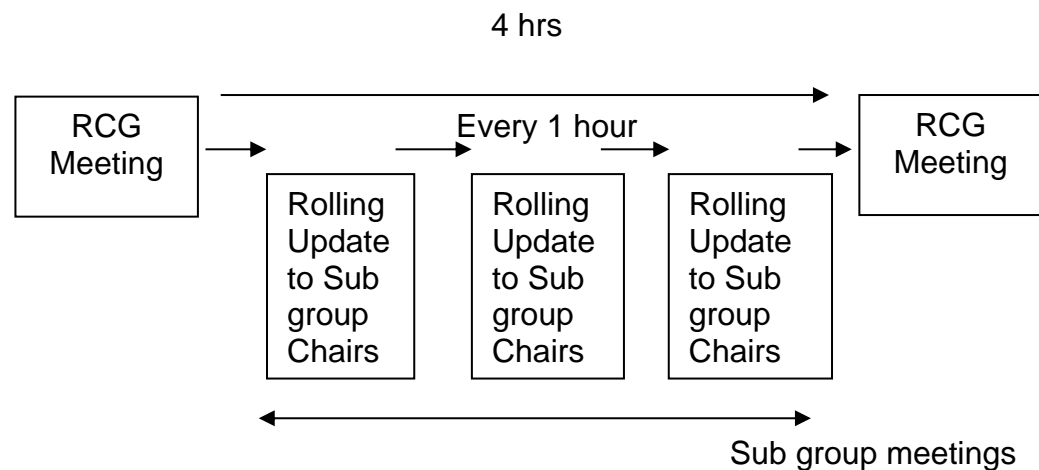 4 hrs
RCG
Meeting
Every 1 hour
RCG
Meeting
Rolling
Update
to Sub
group
Chairs
Rolling
Update
to Sub
group
Chairs
Rolling
Update
to Sub
group
Chairs
Sub group meetings